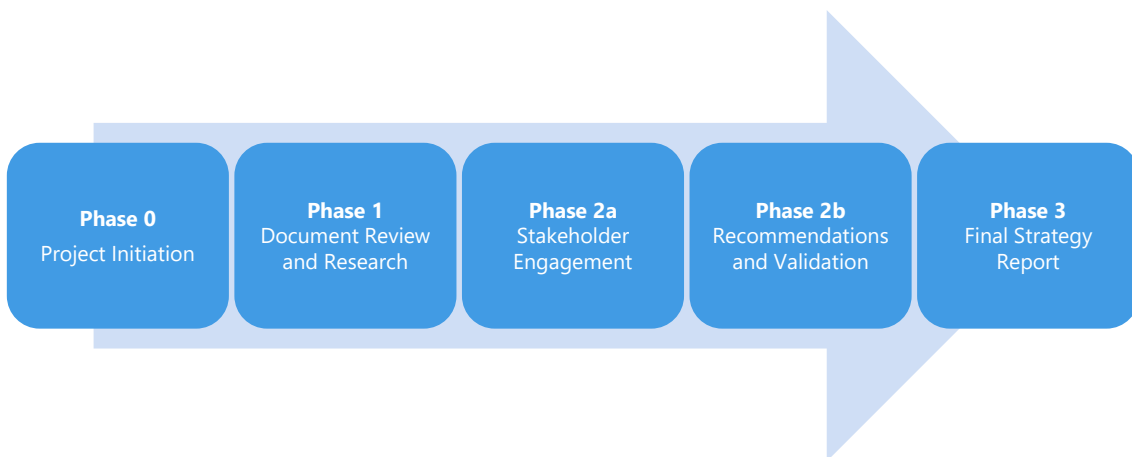 Phase 0
Project Initiation
Phase 1
Document Review
and Research
Phase 2a
Stakeholder
Engagement
Phase 2b
Recommendations
and Validation
Phase 3
Final Strategy
Report